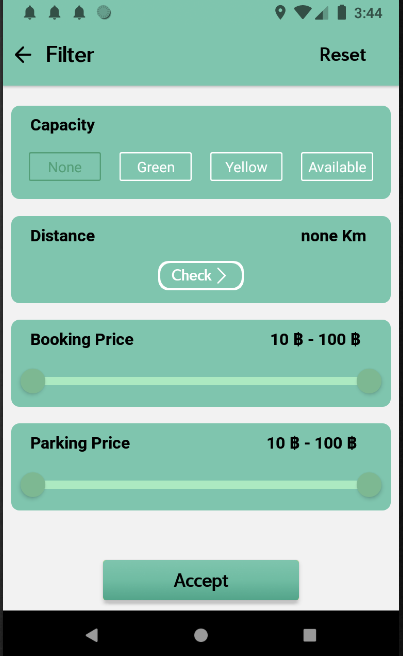 3:44
Filter Reset
Capacity
None Green Yellow Available
Distance none Km
Check
Booking Price 10 ฿ - 100 ฿
Parking Price 10 ฿ - 100 ฿
Accept